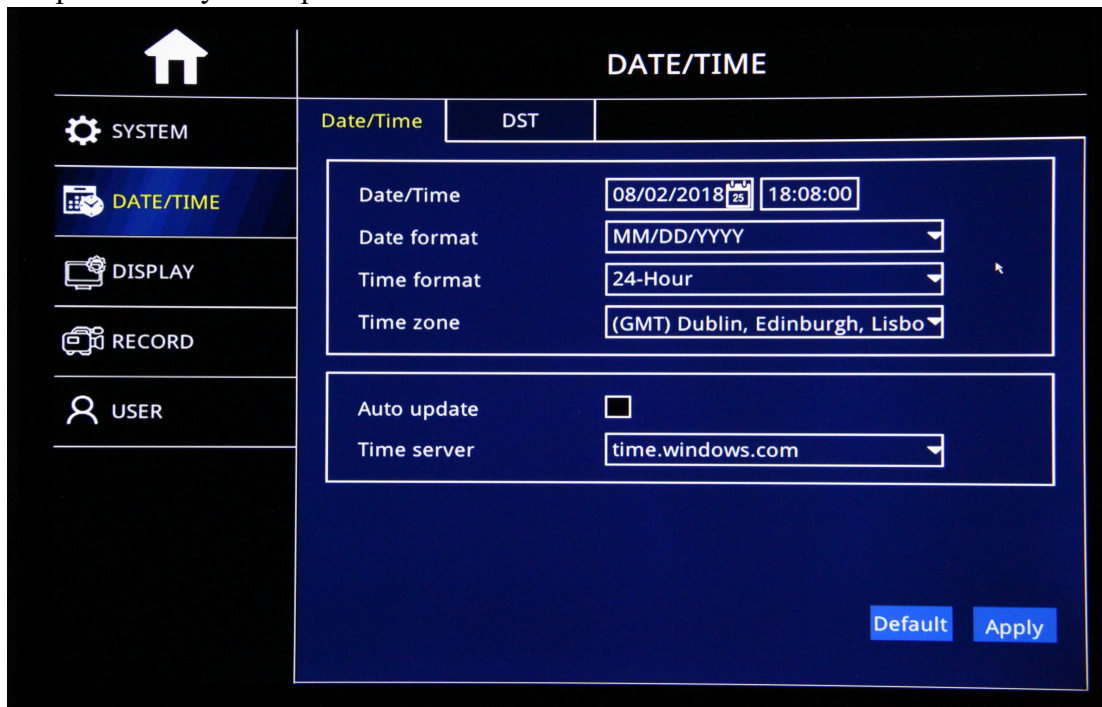 DATE/TIME
SYSTEM
DATE/TIME
DISPLAY
RECORD
USER
Date/Time DST
Date/Time 08/02/2018 25 18:08:00
Date format MM/DD/YYYY
Time format 24-Hour
Time zone (GMT) Dublin, Edinburgh, Lisbo
Auto update
Time server time.windows.com
Default Apply